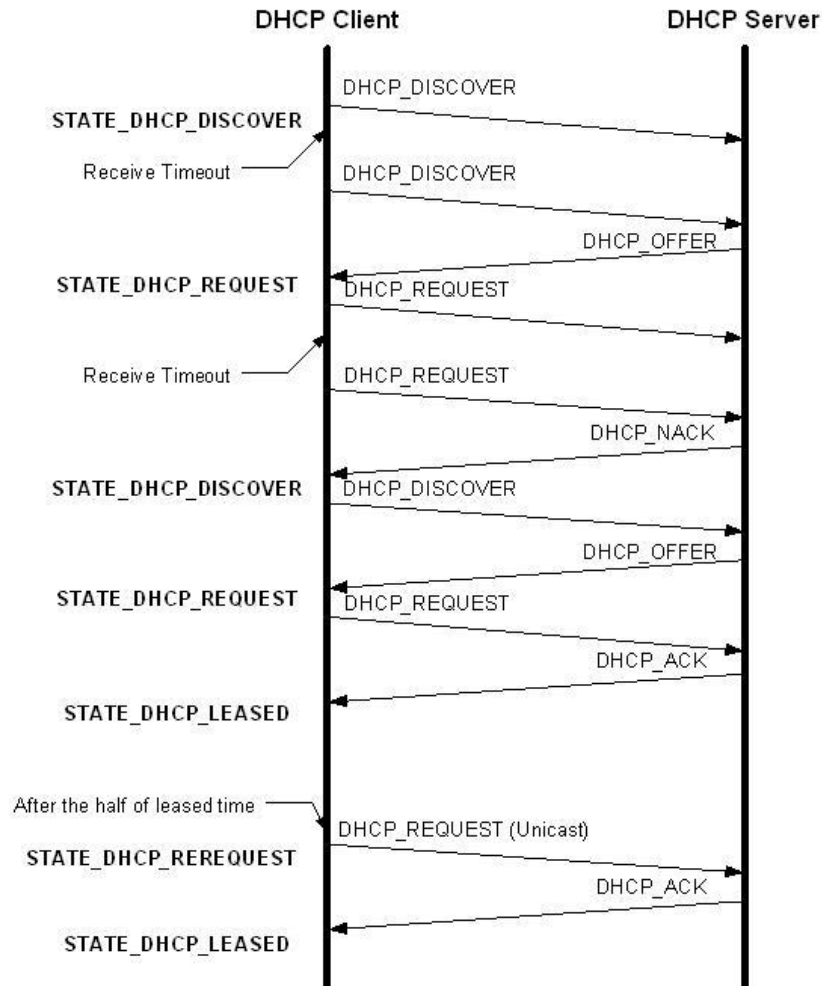 DHCP Client
DHCP Server
DHCP_DISCOVER
STATE_DHCP_DISCOVER
Receive Timeout
DHCP_DISCOVER
DHCP_OFFER
STATE_DHCP_REQUEST
DHCP_REQUEST
Receive Timeout
DHCP_REQUEST
DHCP_NACK
STATE_DHCP_DISCOVER
DHCP_DISCOVER
DHCP_OFFER
STATE_DHCP_REQUEST
DHCP_REQUEST
DHCP_ACK
STATE_DHCP_LEASED
After the half of leased time
DHCP_REQUEST (Unicast)
STATE_DHCP_REREQUEST
DHCP_ACK
STATE_DHCP_LEASED